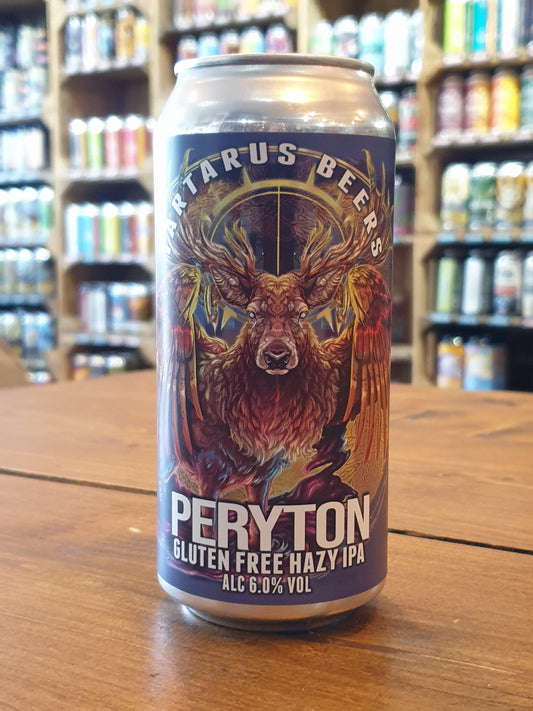 ARTARUS BEERS
PERYTON
GLUTEN FREE HAZY IPA
ALC 6.0% VOL